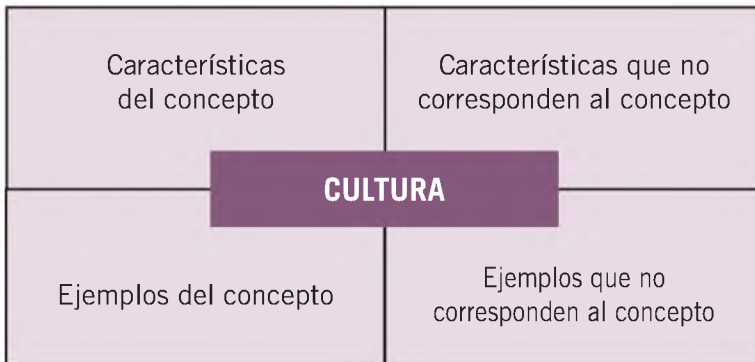 Características
del concepto
Características que no
corresponden al concepto
CULTURA
Ejemplos del concepto
Ejemplos que no
corresponden al concepto